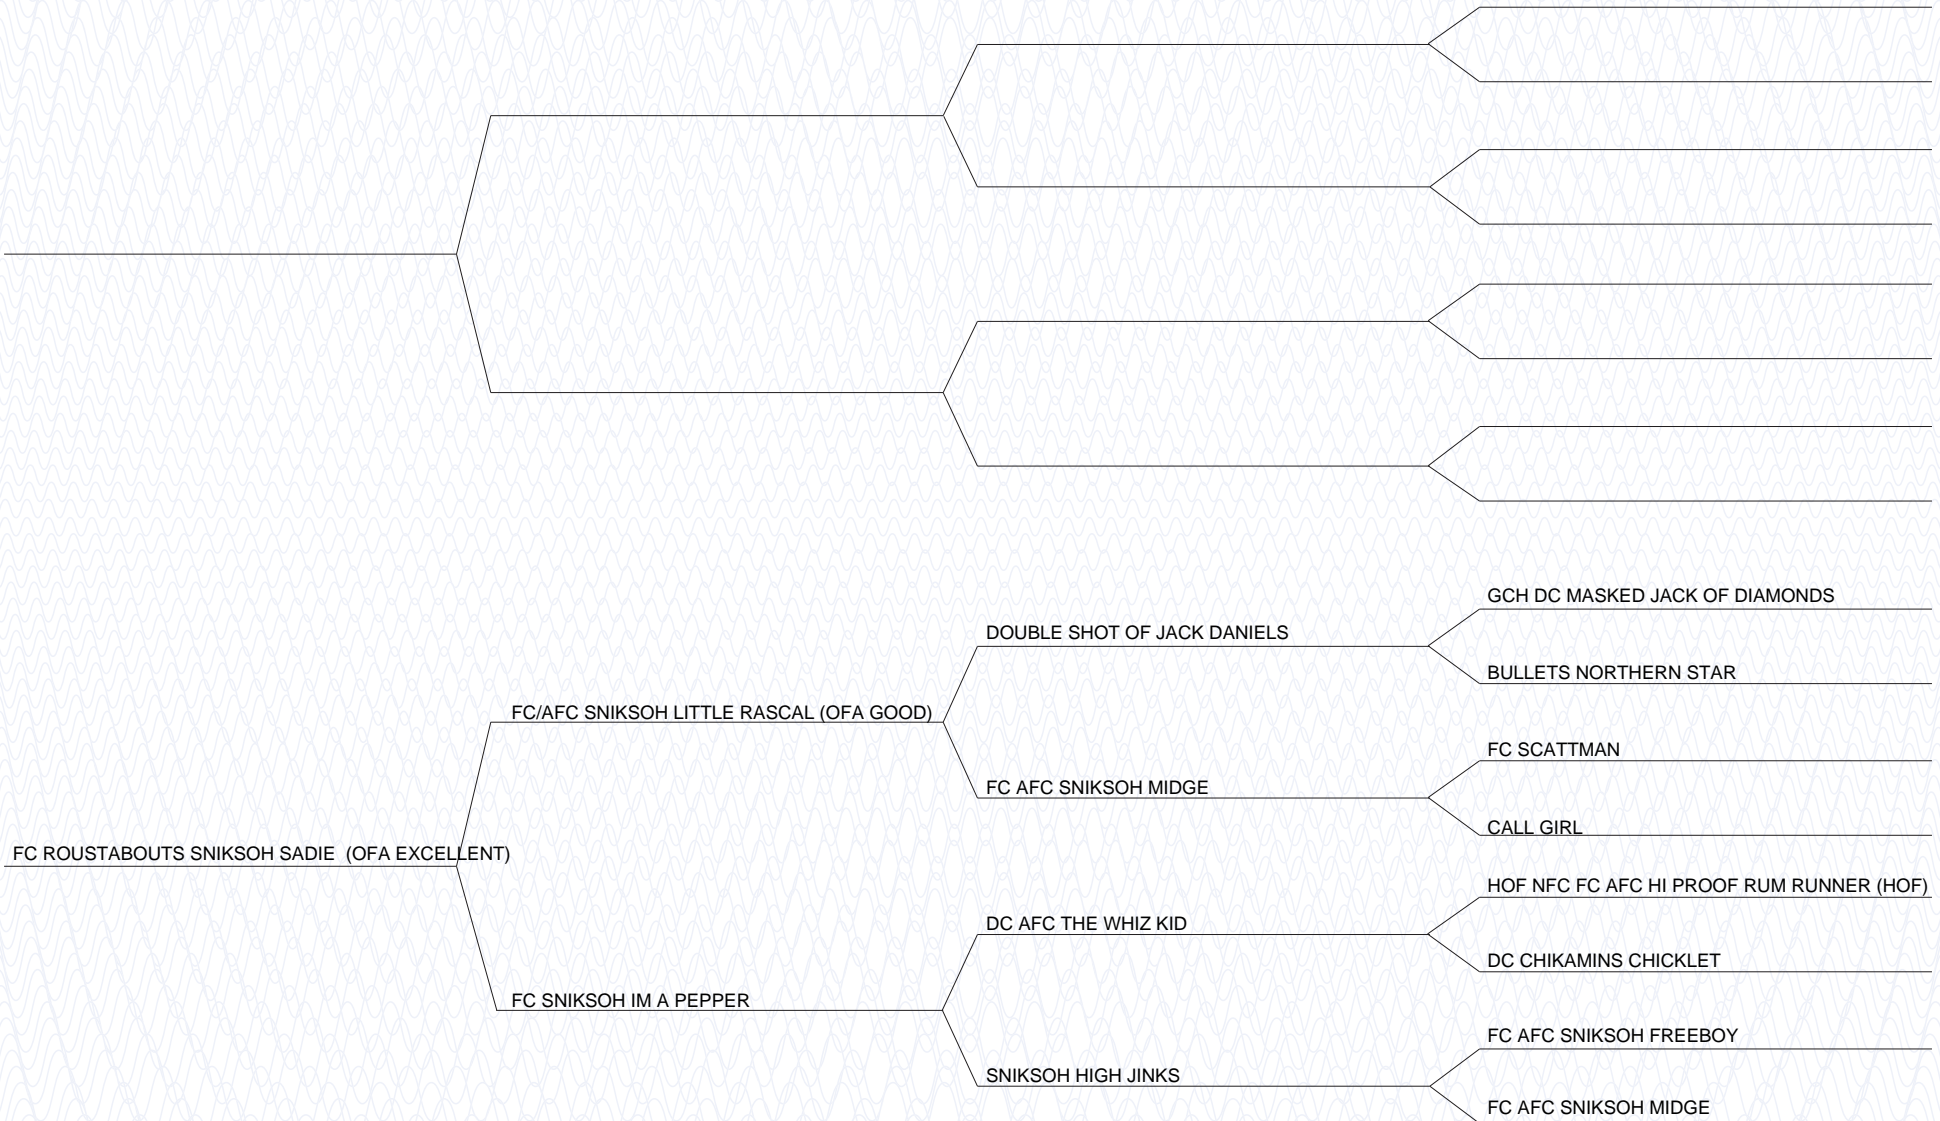 GCH DC MASKED JACK OF DIAMONDS
DOUBLE SHOT OF JACK DANIELS
BULLETS NORTHERN STAR
FC/AFC SNIKSOH LITTLE RASCAL (OFA GOOD)
FC SCATTMAN
FC AFC SNIKSOH MIDGE
CALL GIRL
FC ROUSTABOUTS SNIKSOH SADIE  (OFA EXCELLENT)
HOF NFC FC AFC HI PROOF RUM RUNNER (HOF)
DC AFC THE WHIZ KID
DC CHIKAMINS CHICKLET
FC SNIKSOH IM A PEPPER
FC AFC SNIKSOH FREEBOY
SNIKSOH HIGH JINKS
FC AFC SNIKSOH MIDGE